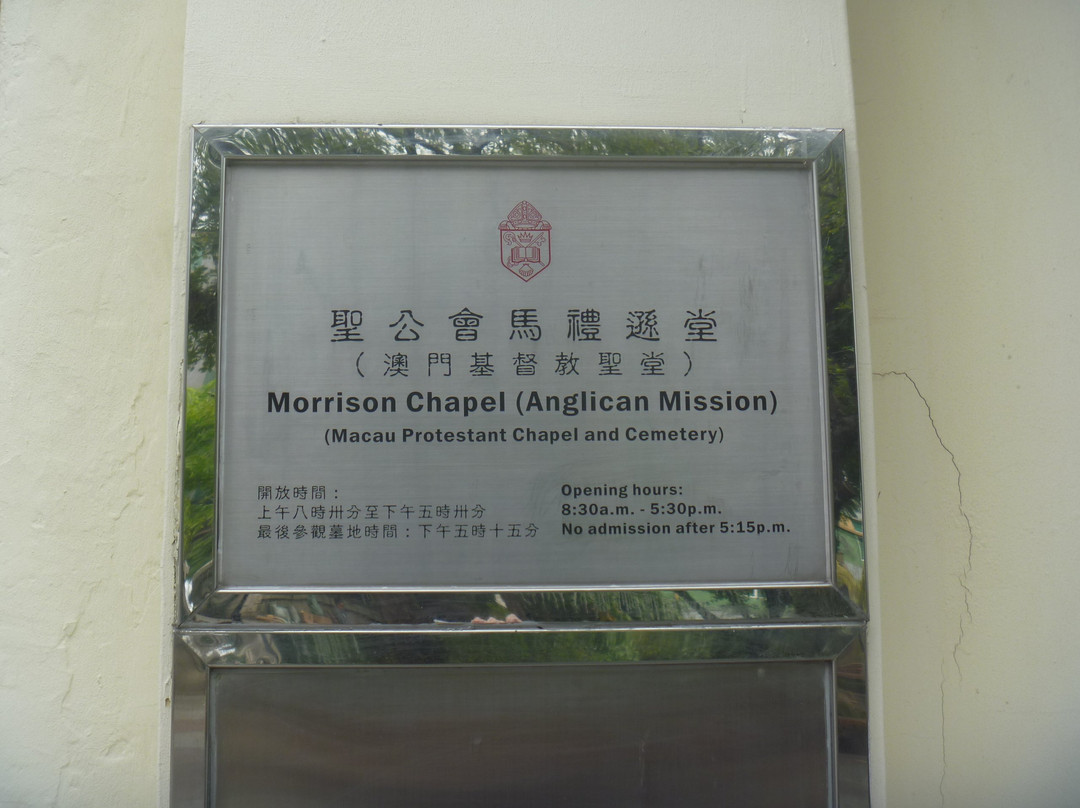 聖公會馬禮遜堂
(澳門基督教聖堂)
Morrison Chapel (Anglican Mission)
(Macau Protestant Chapel and Cemetery)
開放時間：
上午八時卅分至下午五時卅分
最後參觀墓地時間：下午五時十五分
Opening hours:
8:30a.m. - 5:30p.m.
No admission after 5:15p.m.